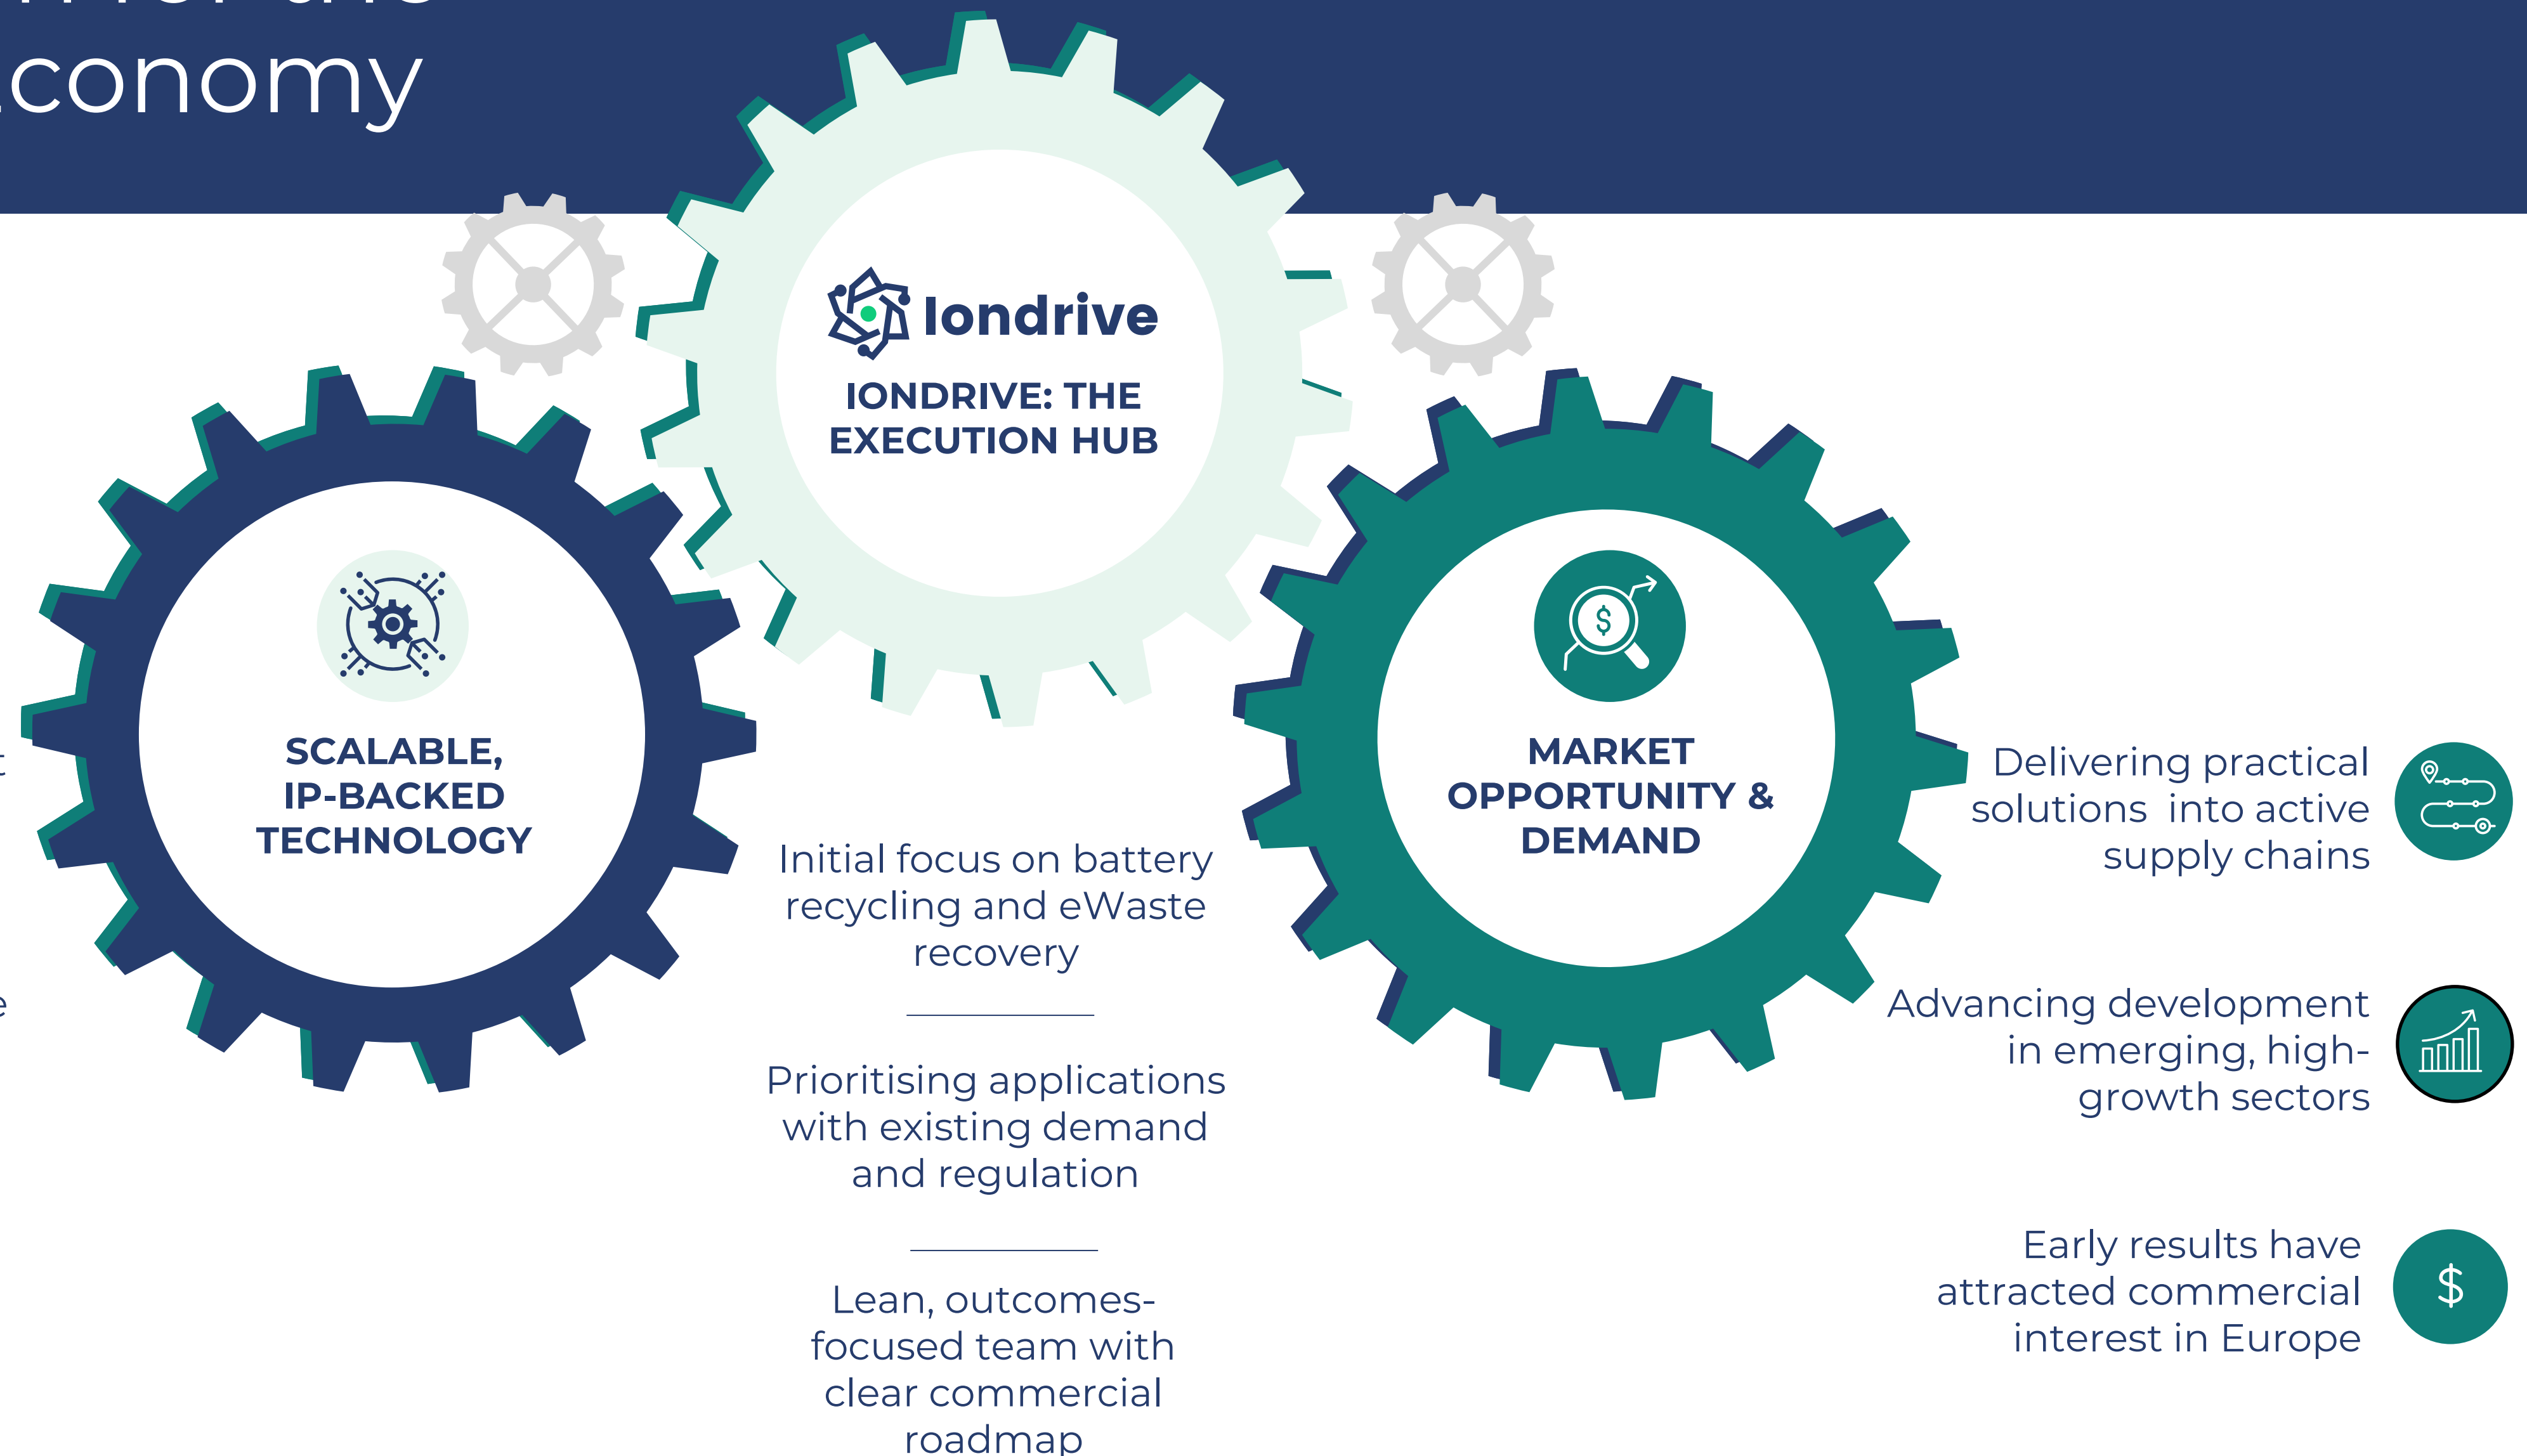 the
conomy
Iondrive
IONDRIVE: THE
EXECUTION HUB
SCALABLE,
IP-BACKED
TECHNOLOGY
Initial focus on battery
recycling and eWaste
recovery
Prioritising applications
with existing demand
and regulation
Lean, outcomes-
focused team with
clear commercial
roadmap
MARKET
OPPORTUNITY &
DEMAND
Delivering practical
solutions into active
supply chains
Advancing development
in emerging, high-
growth sectors
Early results have
attracted commercial
interest in Europe
$